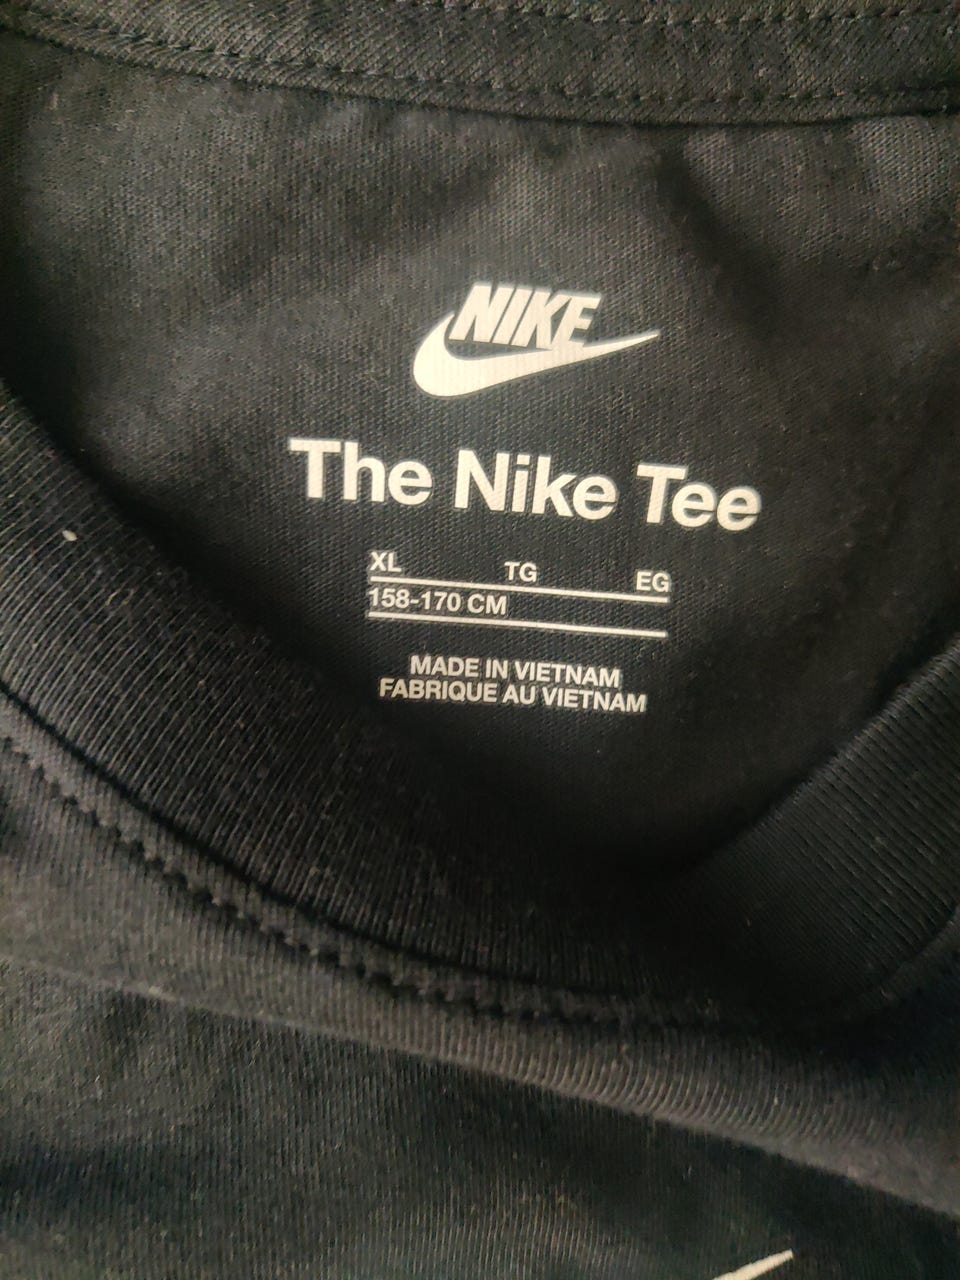 NIKE
The Nike Tee
XL TG EG
158-170 CM
MADE IN VIETNAM
FABRIQUE AU VIETNAM